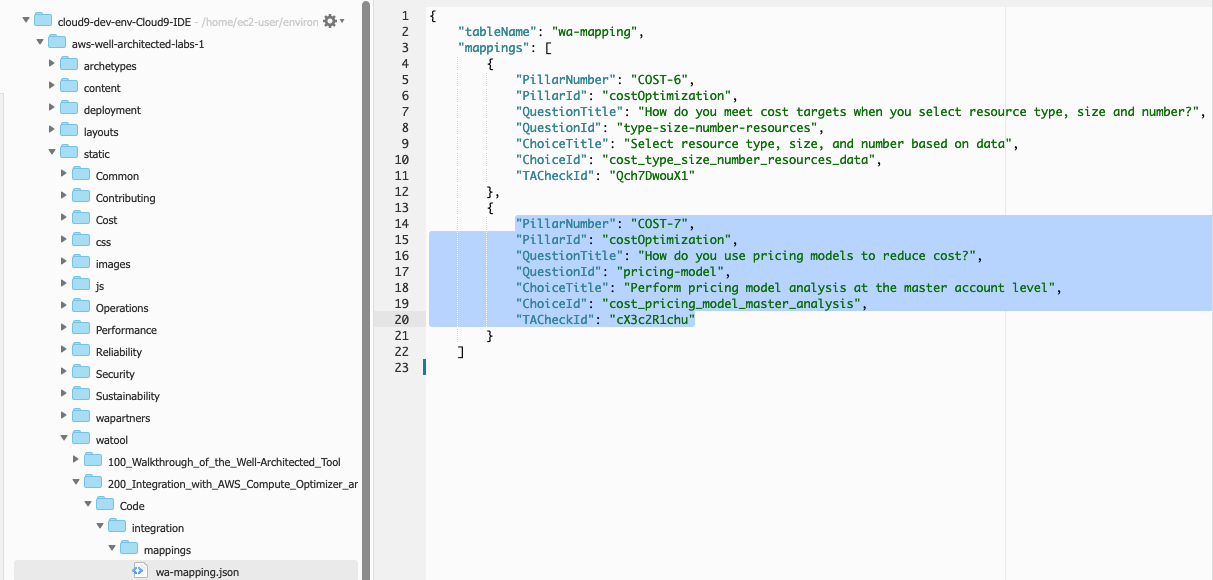 cloud9-dev-env-Cloud9-IDE - /home/ec2-user/environ
aws-well-architected-labs-1
archetypes
content
deployment
layouts
static
Common
Contributing
Cost
css
images
js
Operations
Performance
Reliability
Security
Sustainability
wapartners
watool
100_Walkthrough_of_the_Well-Architected_Tool
200_Integration_with_AWS_Compute_Optimizer_ar
Code
integration
mappings
wa-mapping.json
1 {
2 "tableName": "wa-mapping",
3 "mappings": [
4 {
5 "PillarNumber": "COST-6",
6 "PillarId": "costOptimization",
7 "QuestionTitle": "How do you meet cost targets when you select resource type, size and number?",
8 "QuestionId": "type-size-number-resources",
9 "ChoiceTitle": "Select resource type, size, and number based on data",
10 "ChoiceId": "cost_type_size_number_resources_data",
11 "TACheckId": "Qch7DwouX1"
12 },
13 {
14 "PillarNumber": "COST-7",
15 "PillarId": "costOptimization",
16 "QuestionTitle": "How do you use pricing models to reduce cost?",
17 "QuestionId": "pricing-model",
18 "ChoiceTitle": "Perform pricing model analysis at the master account level",
19 "ChoiceId": "cost_pricing_model_master_analysis",
20 "TACheckId": "cX3c2R1chu"
21 }
22 ]
23